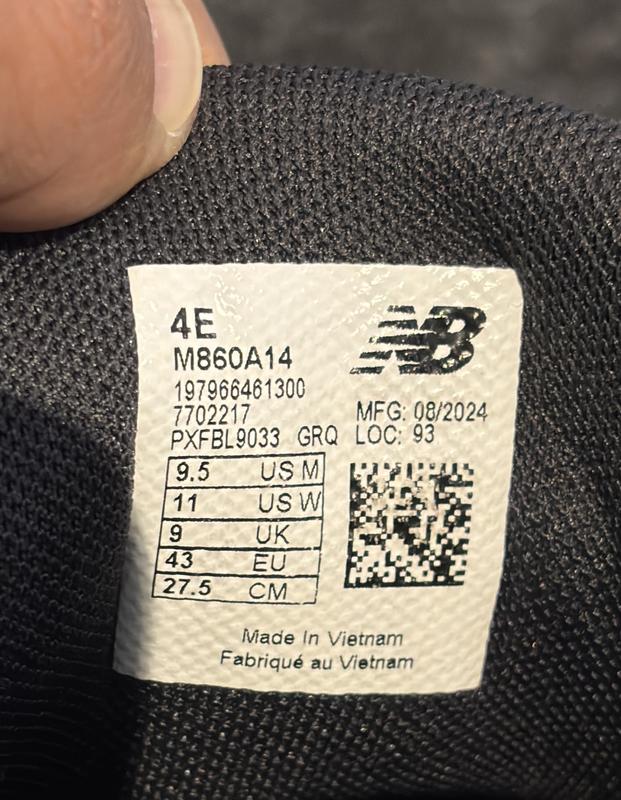 4E
NB
M860A14
197966461300
7702217
MFG: 08/2024
PXFBL9033 GRQ
LOC: 93
9.5 US M
11 US W
9 UK
43 EU
27.5 CM
Made In Vietnam
Fabriqué au Vietnam